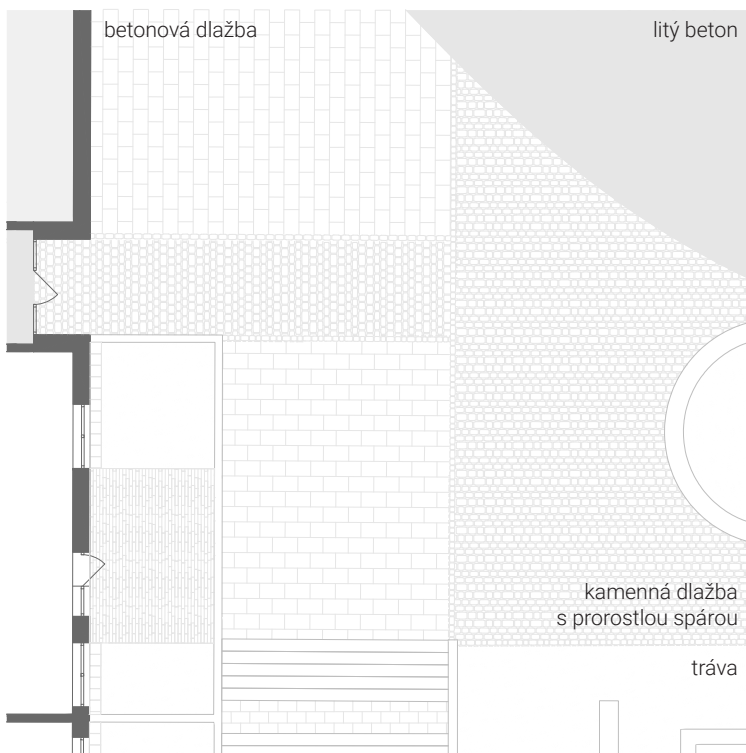 betonová dlažba
litý beton
kamenná dlažba
s prorostlou spárou
tráva